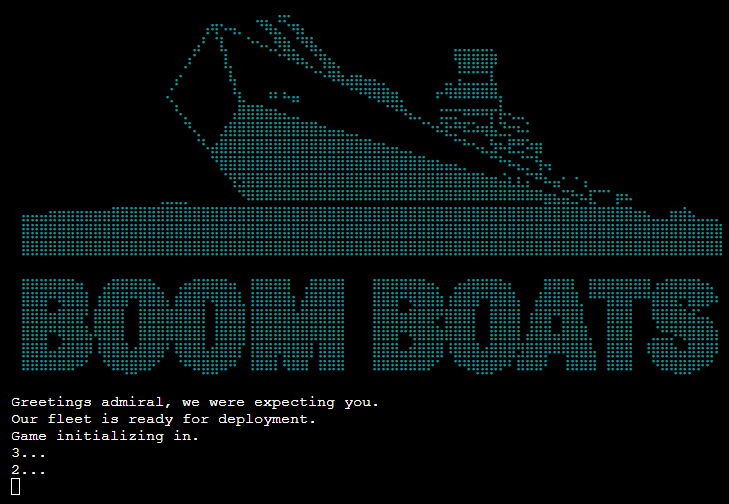 BOOM BOATS
Greetings admiral, we were expecting you.
Our fleet is ready for deployment.
Game initializing in.
3...
2...